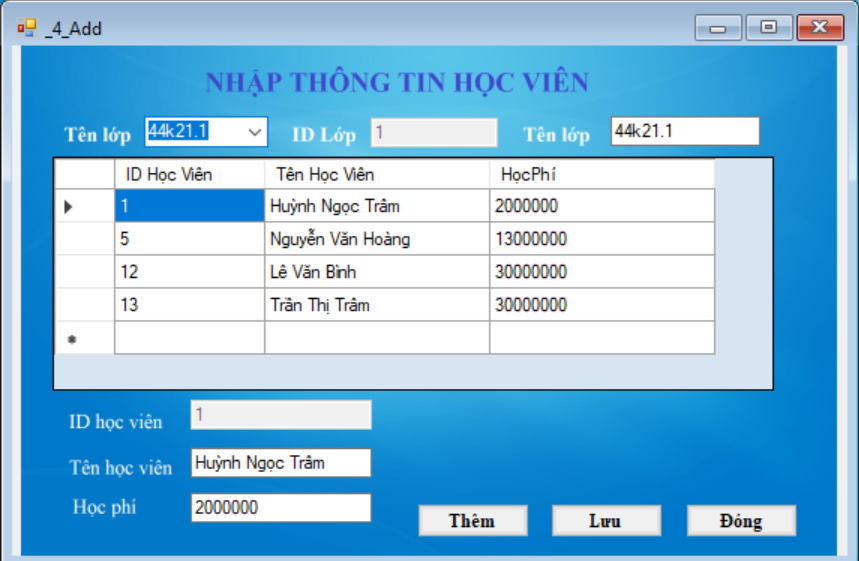 _4_Add
NHẬP THÔNG TIN HỌC VIÊN
Tên lớp 44k21.1 ID Lớp 1 Tên lớp 44k21.1
ID Học Viên Tên Học Viên HọcPhí
1 Huỳnh Ngọc Trâm 2000000
5 Nguyễn Văn Hoàng 13000000
12 Lê Văn Bình 30000000
13 Trần Thị Trâm 30000000
ID học viên 1
Tên học viên Huỳnh Ngọc Trâm
Học phí 2000000
Thêm Lưu Đóng